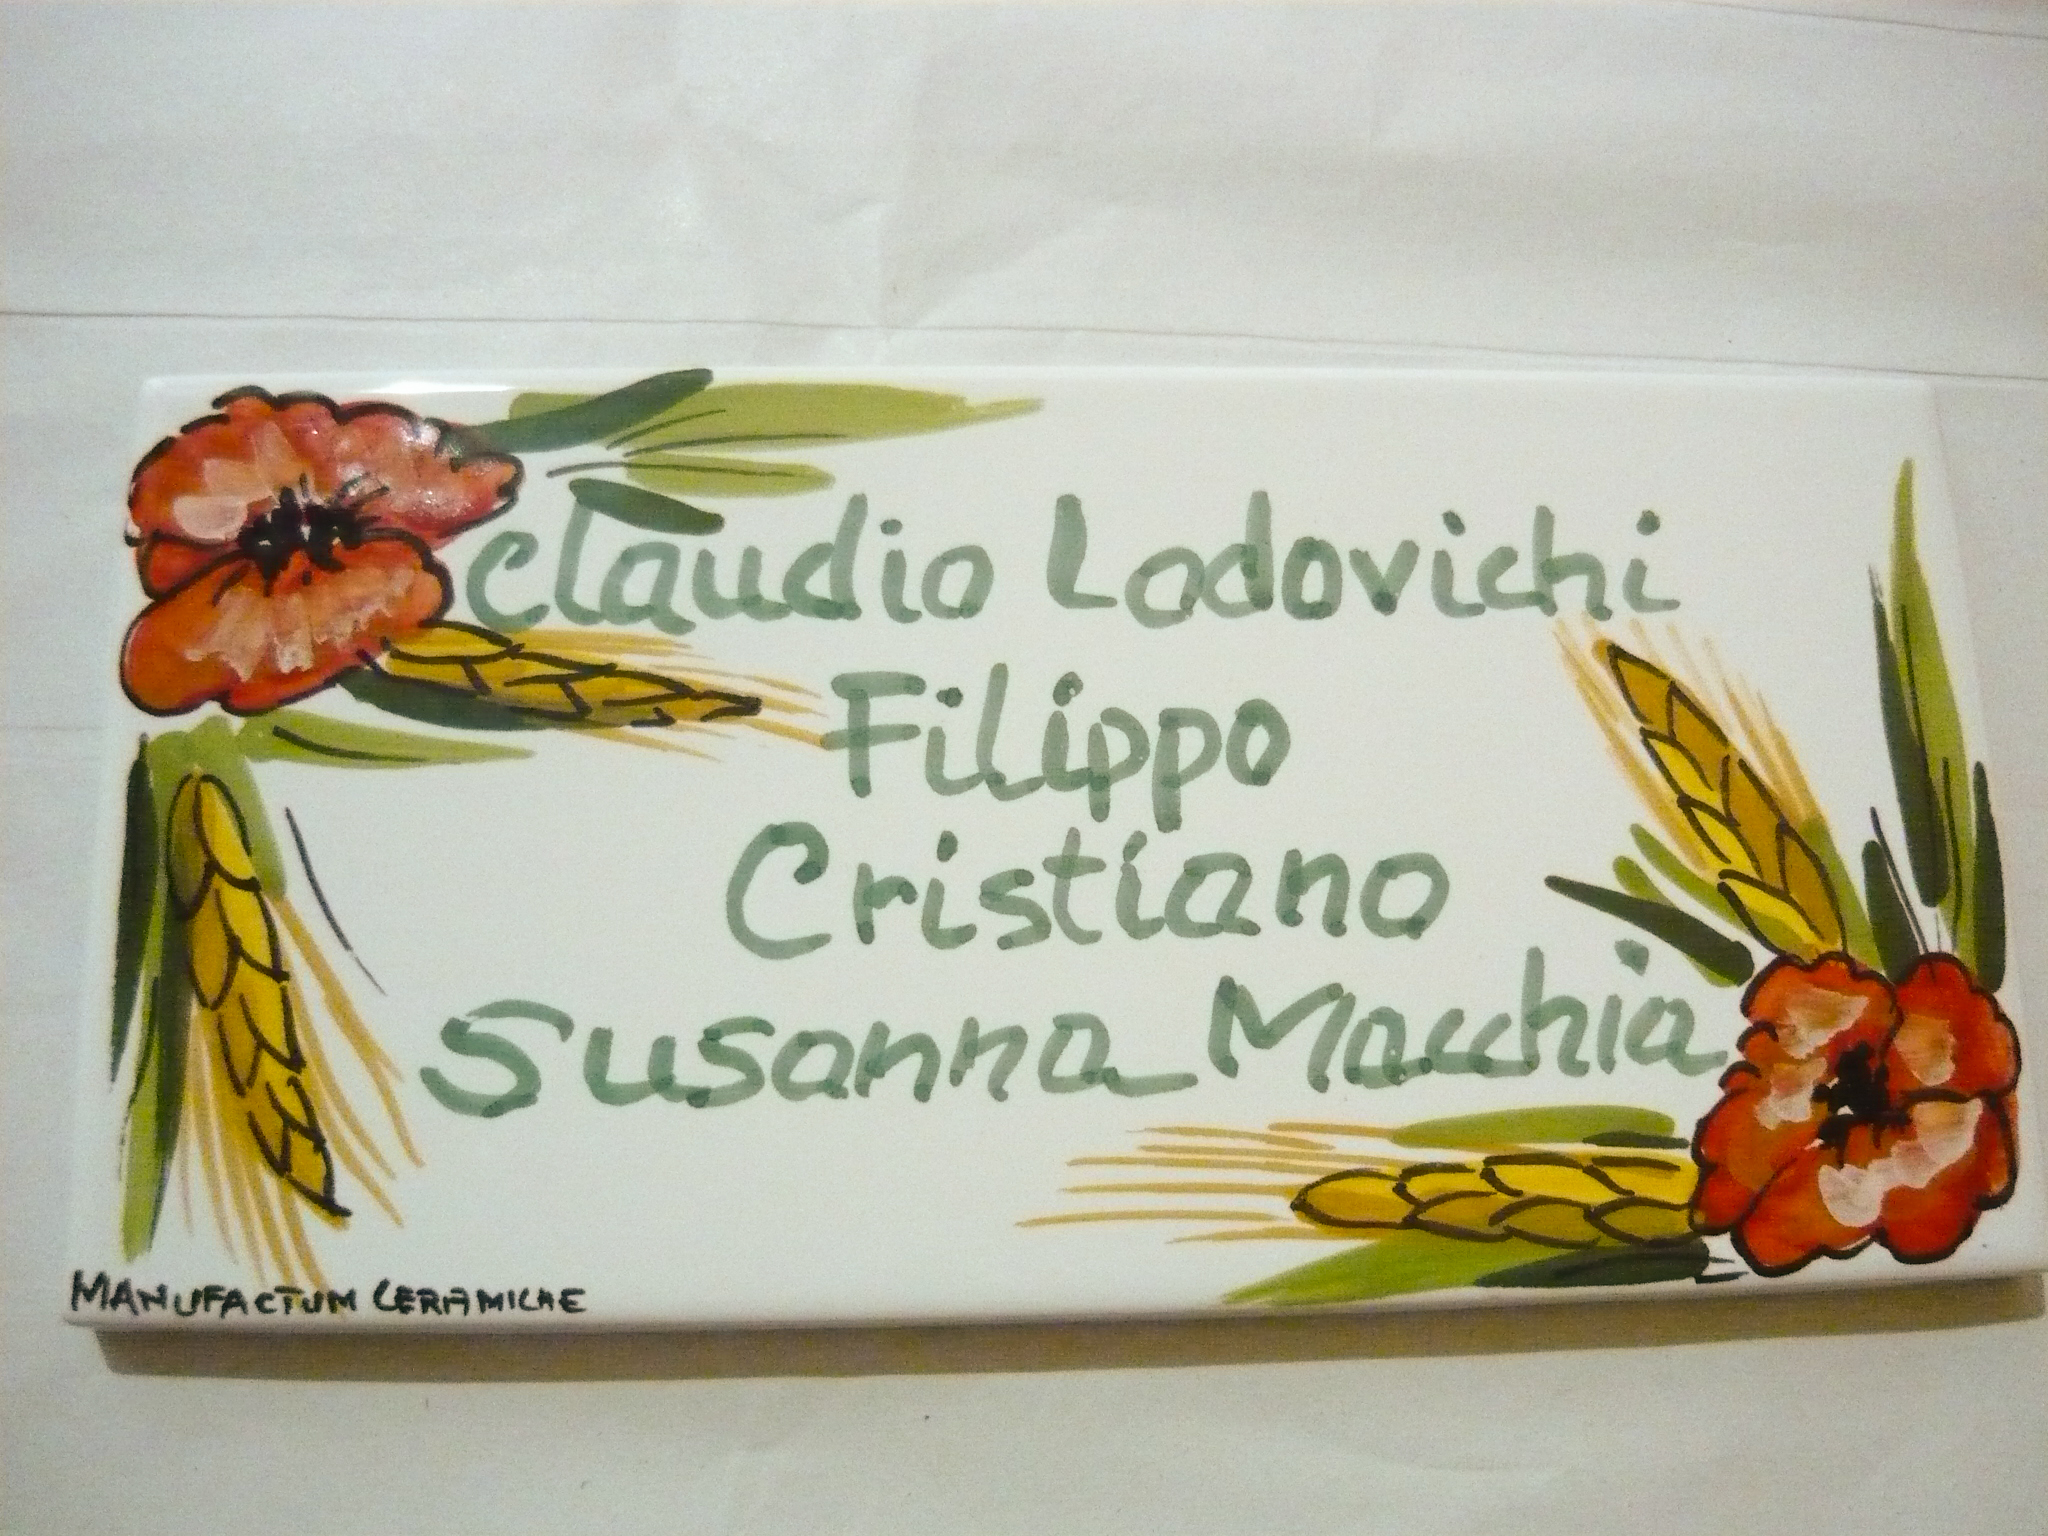 Claudio Lodovichi
Filippo
Cristiano
Susanna Macchia
MANUFACTUM CERAMICHE